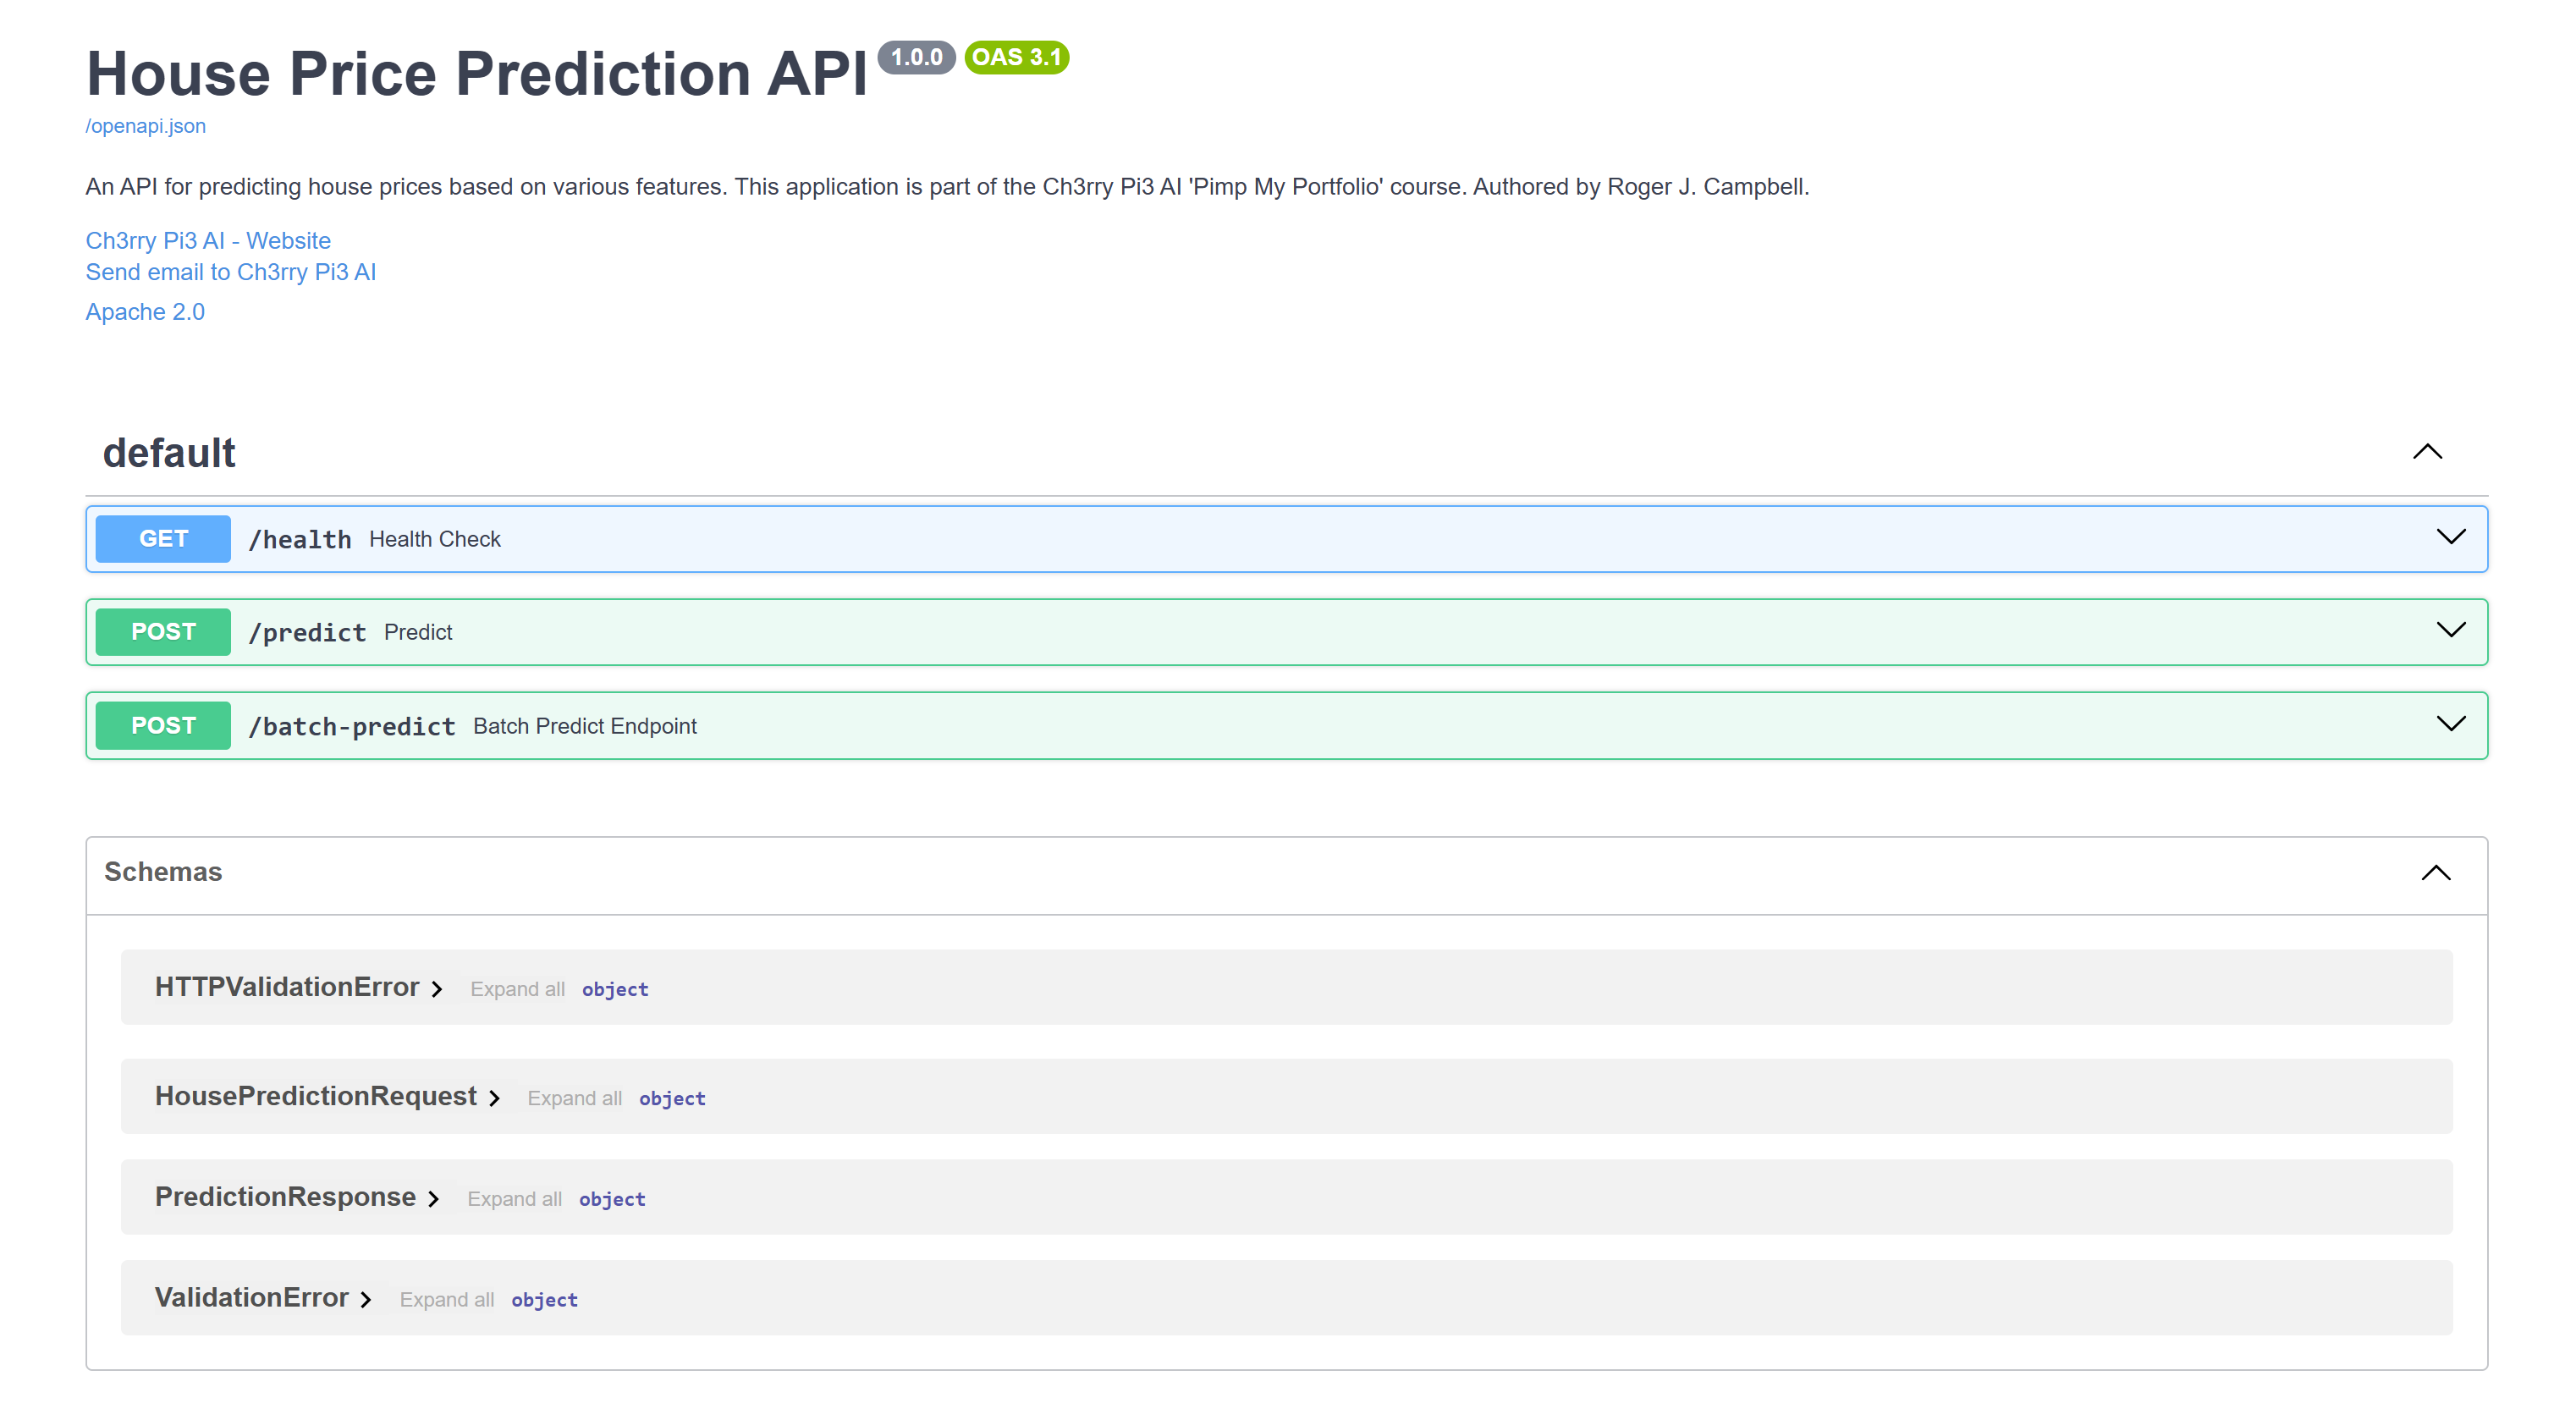 House Price Prediction API 1.0.0 OAS 3.1
/openapi.json
An API for predicting house prices based on various features. This application is part of the Ch3rry Pi3 AI 'Pimp My Portfolio' course. Authored by Roger J. Campbell.
Ch3rry Pi3 AI - Website
Send email to Ch3rry Pi3 AI
Apache 2.0
default
GET /health Health Check
POST /predict Predict
POST /batch-predict Batch Predict Endpoint
Schemas
HTTPValidationError Expand all object
HousePredictionRequest Expand all object
PredictionResponse Expand all object
ValidationError Expand all object